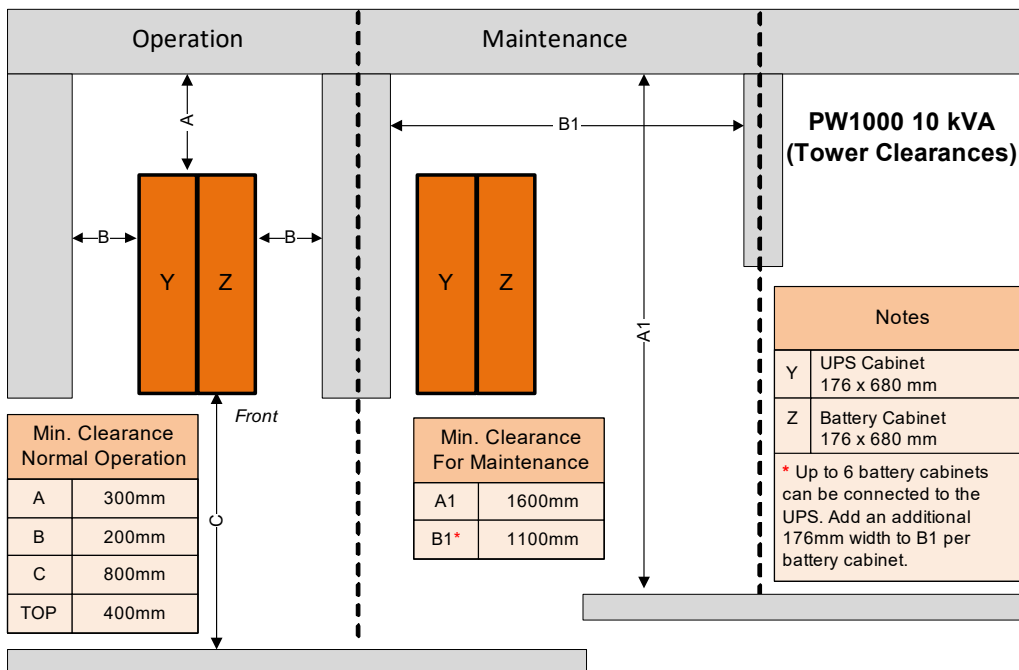 Operation
Maintenance
PW1000 10 kVA
(Tower Clearances)
A
B1
B
B
Y
Z
Y
Z
A1
Front
C
Min. Clearance
Normal Operation
A 300mm
B 200mm
C 800mm
TOP 400mm
Min. Clearance
For Maintenance
A1 1600mm
B1* 1100mm
Notes
Y UPS Cabinet
176 x 680 mm
Z Battery Cabinet
176 x 680 mm
* Up to 6 battery cabinets
can be connected to the
UPS. Add an additional
176mm width to B1 per
battery cabinet.